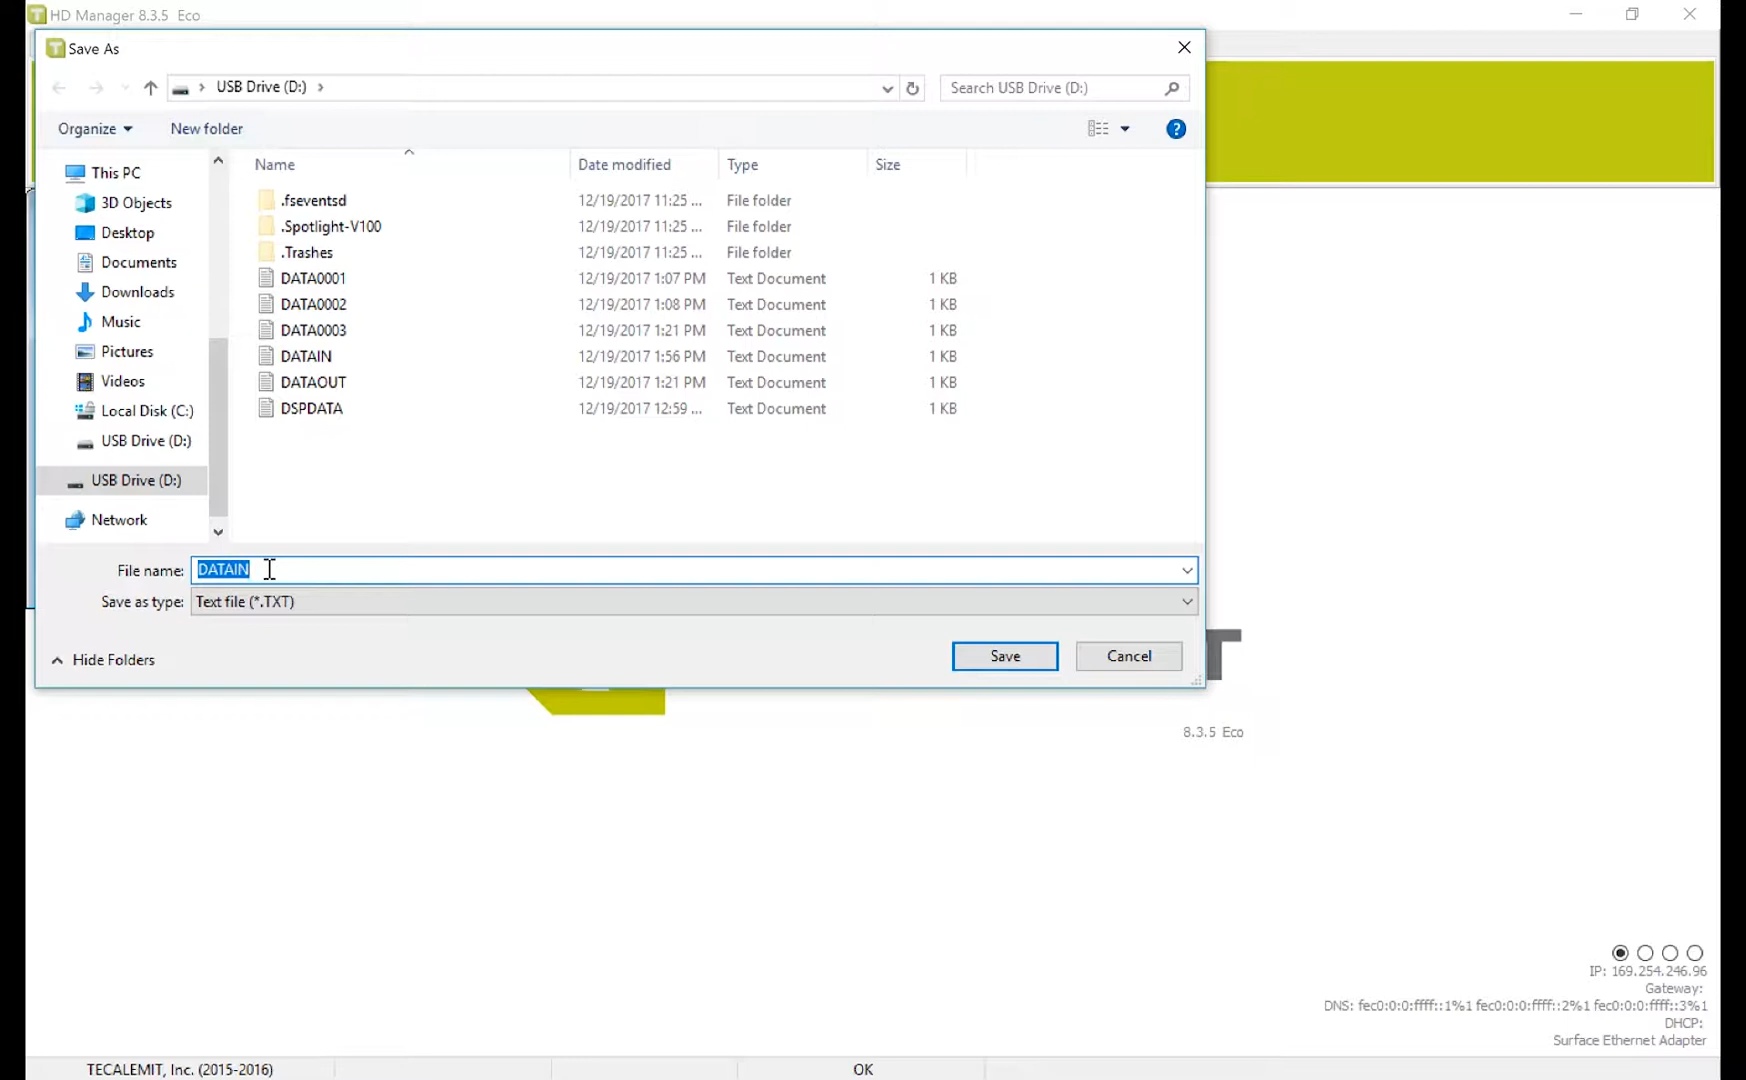 HD Manager 8.3.5 Eco
Save As
USB Drive (D:)
Search USB Drive (D:)
Organize
New folder
Name Date modified Type Size
This PC
3D Objects
Desktop
Documents
Downloads
Music
Pictures
Videos
Local Disk (C:)
USB Drive (D:)
USB Drive (D:)
Network
.fseventsd 12/19/2017 11:25 ... File folder
.Spotlight-V100 12/19/2017 11:25 ... File folder
.Trashes 12/19/2017 11:25 ... File folder
DATA0001 12/19/2017 1:07 PM Text Document 1 KB
DATA0002 12/19/2017 1:08 PM Text Document 1 KB
DATA0003 12/19/2017 1:21 PM Text Document 1 KB
DATAIN 12/19/2017 1:56 PM Text Document 1 KB
DATAOUT 12/19/2017 1:21 PM Text Document 1 KB
DSPDATA 12/19/2017 12:59 ... Text Document 1 KB
File name: DATAIN
Save as type: Text file (*.TXT)
Hide Folders
Save
Cancel
T
8.3.5 Eco
IP: 169.254.246.96
Gateway:
DNS: fec0:0:0:ffff::1%1 fec0:0:0:ffff::2%1 fec0:0:0:ffff::3%1
DHCP:
Surface Ethernet Adapter
TECALEMIT, Inc. (2015-2016)
OK